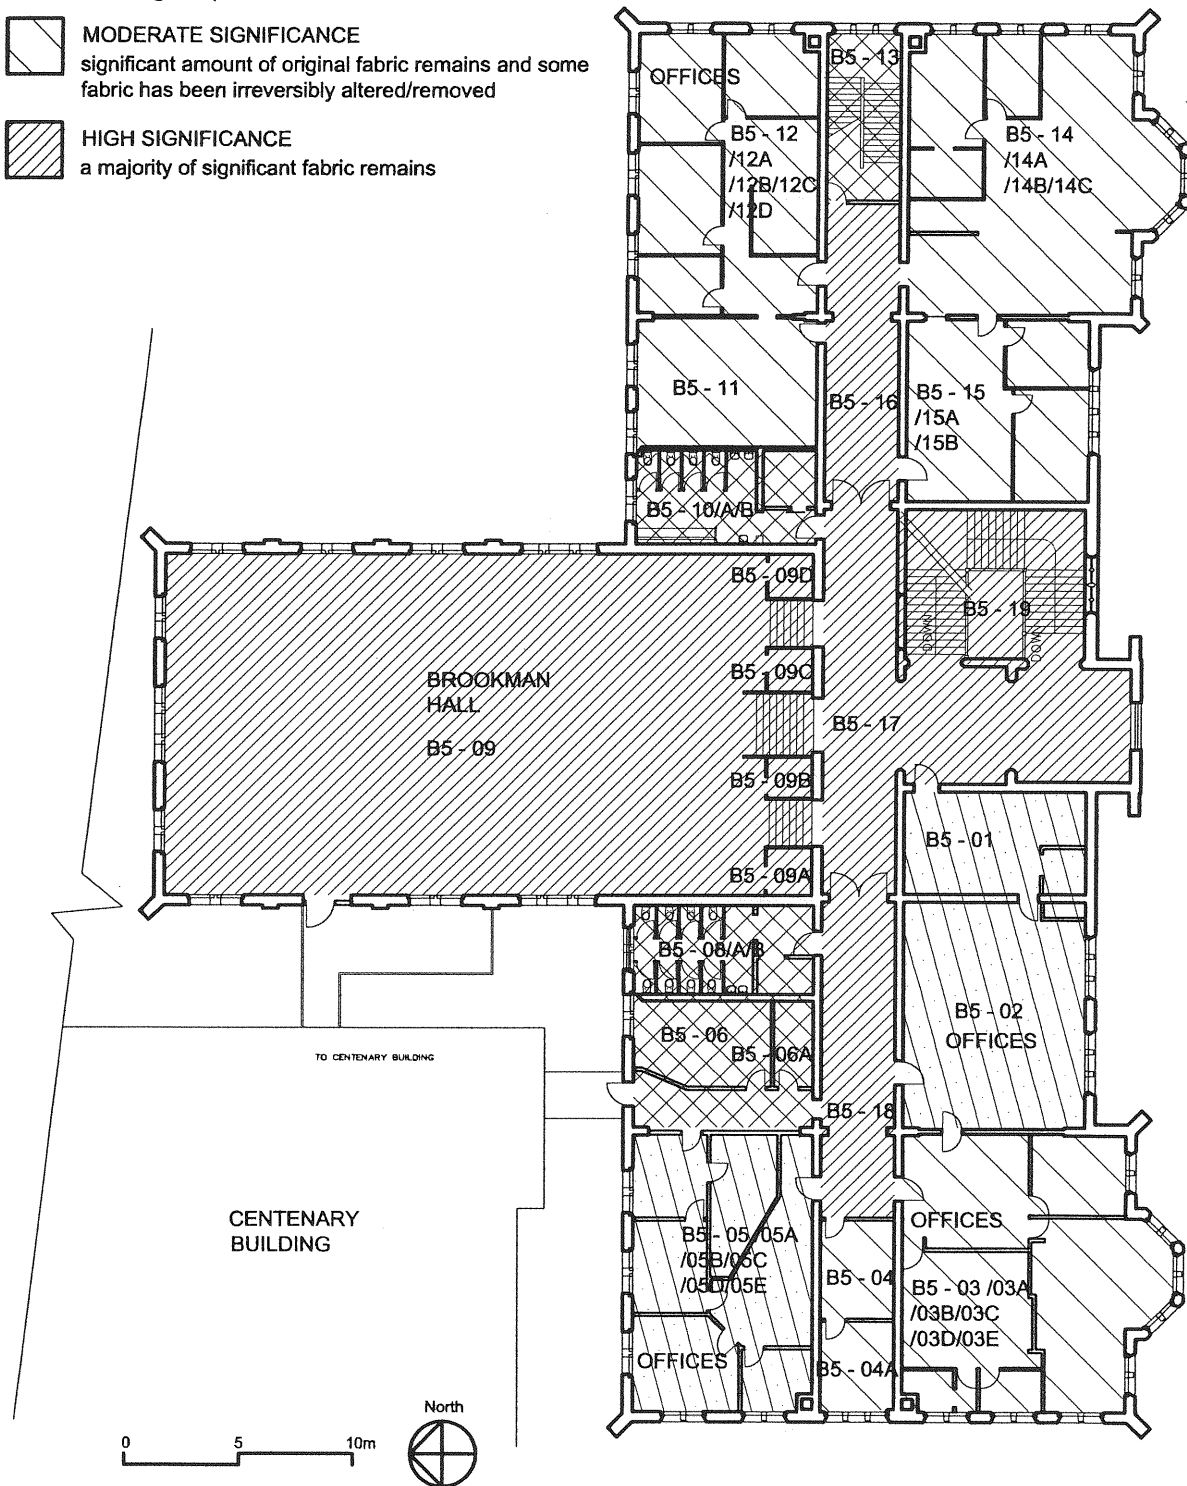 MODERATE SIGNIFICANCE
significant amount of original fabric remains and some
fabric has been irreversibly altered/removed
HIGH SIGNIFICANCE
a majority of significant fabric remains
OFFICES
B5 - 13
B5 - 12
/12A
/12B/12C
/12D
B5 - 14
/14A
/14B/14C
B5 - 11
B5 - 16
B5 - 15
/15A
/15B
B5 - 10/A/B
B5 - 09D
B5 - 19
DOWN
DOWN
B5 - 09C
BROOKMAN
HALL
B5 - 09
B5 - 17
B5 - 09B
B5 - 01
B5 - 09A
B5 - 08/A/B
B5 - 02
OFFICES
B5 - 06
B5 - 06A
TO CENTENARY BUILDING
B5 - 18
CENTENARY
BUILDING
OFFICES
B5 - 05/05A
/05B/05C
/05D/05E
B5 - 04
B5 - 03 /03A
/03B/03C
/03D/03E
OFFICES
B5 - 04A
North
0 5 10m